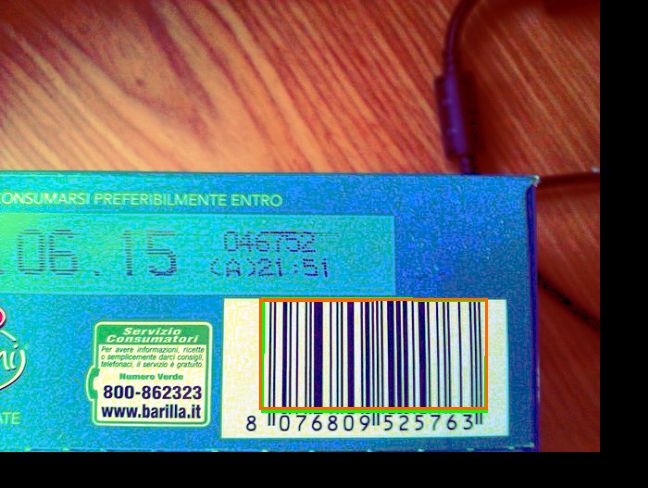 CONSUMARSI PREFERIBILMENTE ENTRO
.06.15
046752
(A)21:51
Servizio
Consumatori
Per avere informazioni, ricette
o semplicemente darci consigli,
telefonaci, il servizio è gratuito.
Numero Verde
800-862323
www.barilla.it
8 076809 525763